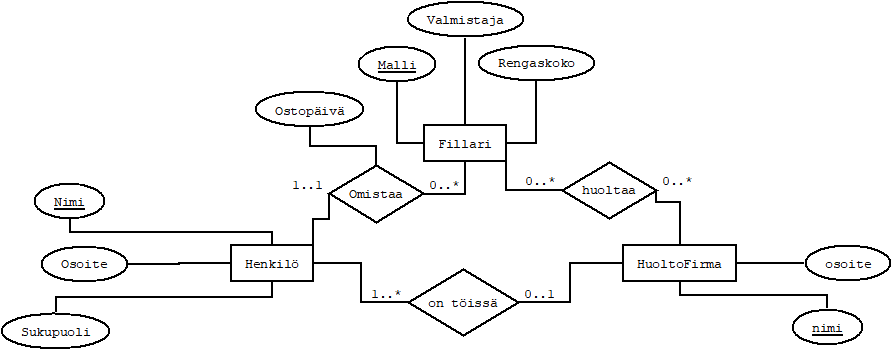 Valmistaja
Malli
Rengaskoko
Ostopäivä
Fillari
1..1
Omistaa
0..*
0..*
huoltaa
0..*
Nimi
Osoite
Henkilö
HuoltoFirma
osoite
1..*
on töissä
0..1
Sukupuoli
nimi